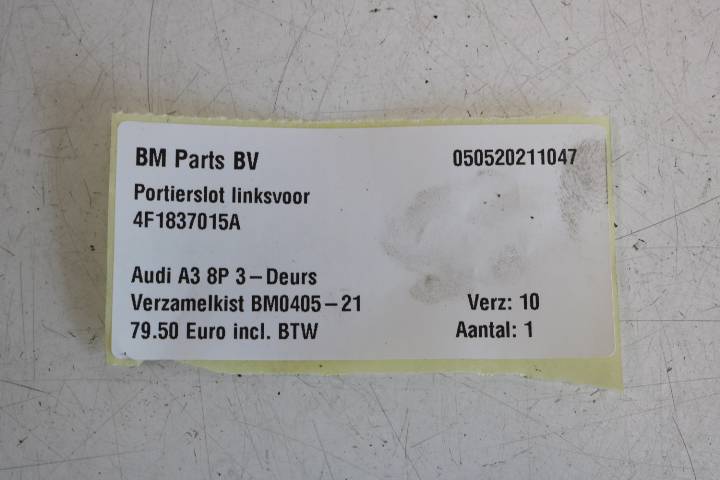 BM Parts BV 050520211047
Portierslot linksvoor
4F1837015A
Audi A3 8P 3-Deurs
Verzamelkist BM0405-21 Verz: 10
79.50 Euro incl. BTW Aantal: 1